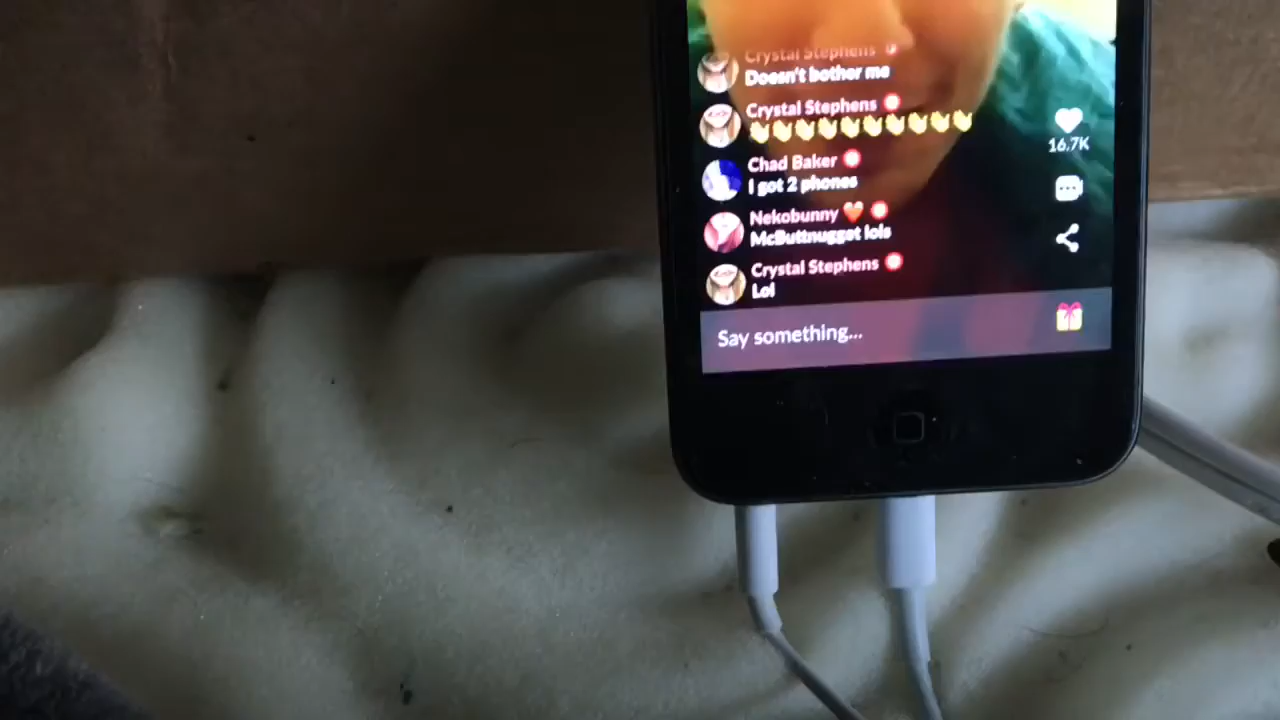 Crystal Stephens
Doesn't bother me
Crystal Stephens
👋👋👋👋👋👋👋👋👋👋
Chad Baker
16.7K
I got 2 phones
Nekobunny ❤️
McButtnugget lols
Crystal Stephens
Lol
Say something...